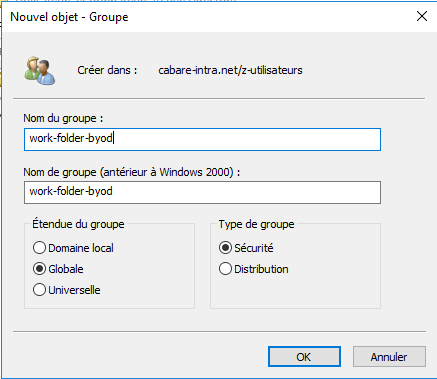 Nouvel objet - Groupe
Créer dans : cabare-intra.net/z-utilisateurs
Nom du groupe :
work-folder-byod
Nom de groupe (antérieur à Windows 2000) :
work-folder-byod
Étendue du groupe Type de groupe
Domaine local Sécurité
Globale Distribution
Universelle
OK Annuler